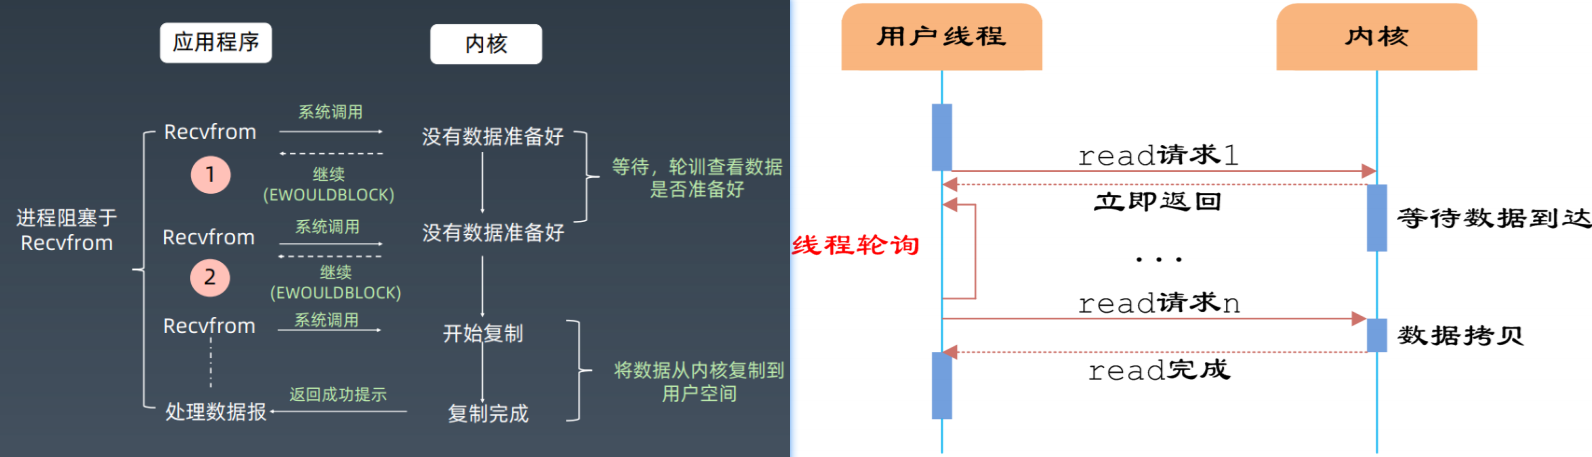 应用程序
内核
系统调用
Recvfrom
没有数据准备好
1
继续
(EWOULDBLOCK)
等待，轮训查看数据
是否准备好
进程阻塞于
Recvfrom
系统调用
Recvfrom
没有数据准备好
2
继续
(EWOULDBLOCK)
系统调用
Recvfrom
开始复制
将数据从内核复制到
用户空间
返回成功提示
处理数据报
复制完成
用户线程
内核
read请求1
立即返回
等待数据到达
线程轮询
...
read请求n
数据拷贝
read完成